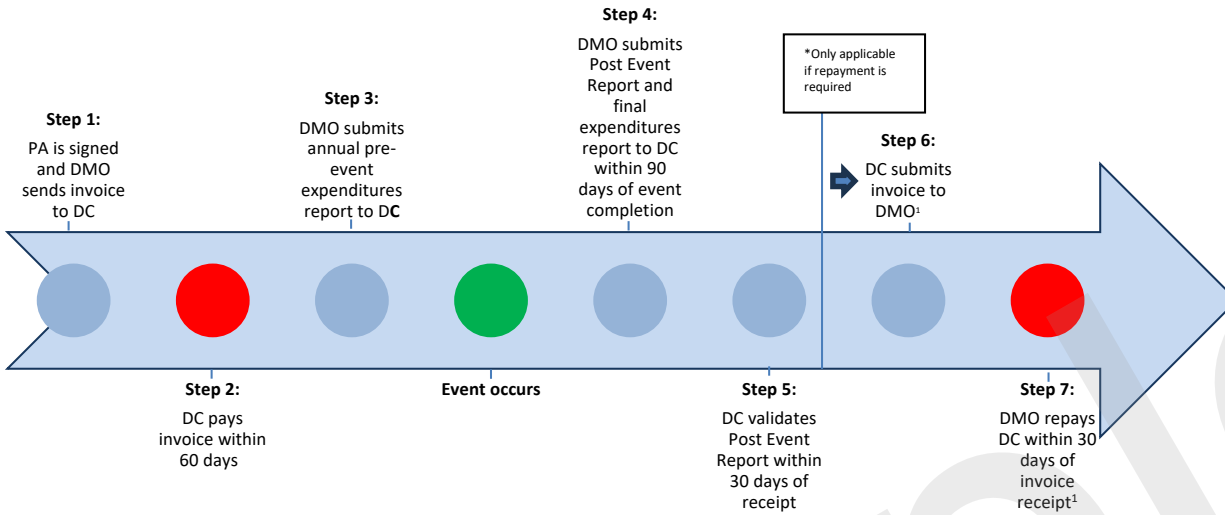 Step 1:
PA is signed
and DMO
sends invoice
to DC
Step 3:
DMO submits
annual pre-
event
expenditures
report to DC
Step 4:
DMO submits
Post Event
Report and
final
expenditures
report to DC
within 90
days of event
completion
*Only applicable
if repayment is
required
Step 6:
DC submits
invoice to
DMO¹
Step 2:
DC pays
invoice within
60 days
Event occurs
Step 5:
DC validates
Post Event
Report within
30 days of
receipt
Step 7:
DMO repays
DC within 30
days of
invoice
receipt¹